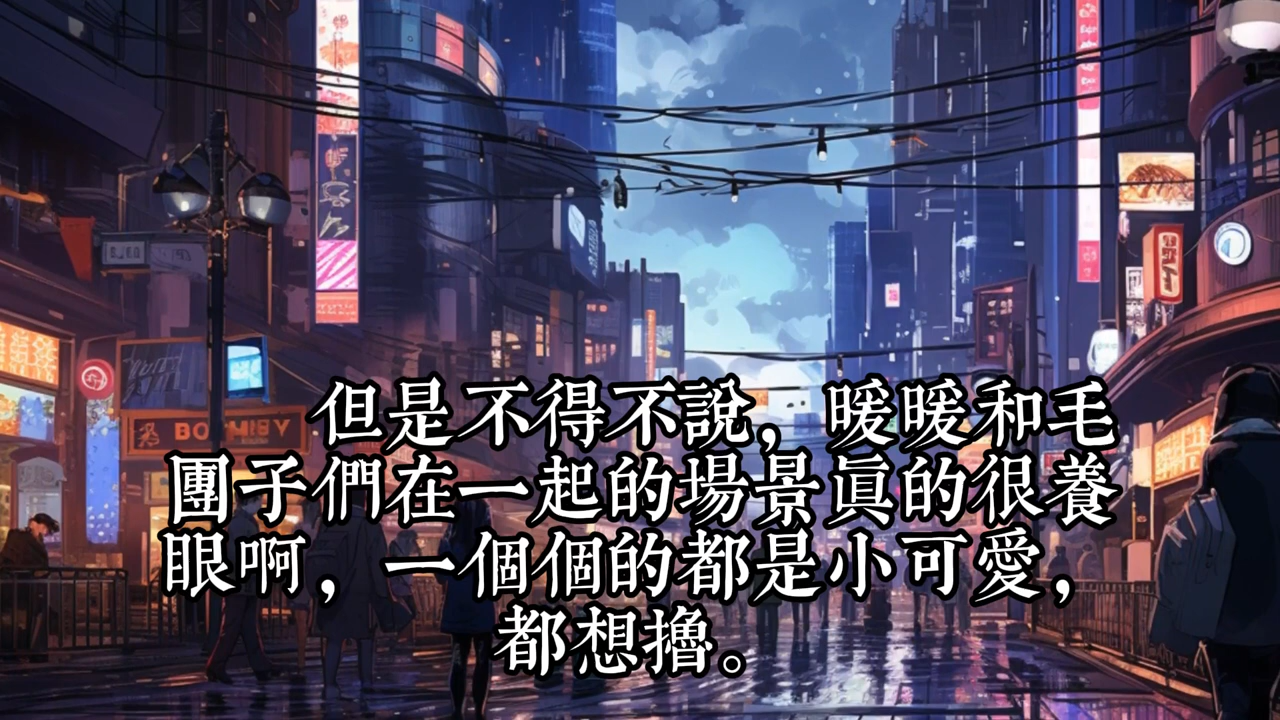 但是不得不說，暖暖和毛
團子們在一起的場景真的很養
眼啊，一個個的都是小可愛，
都想擼。